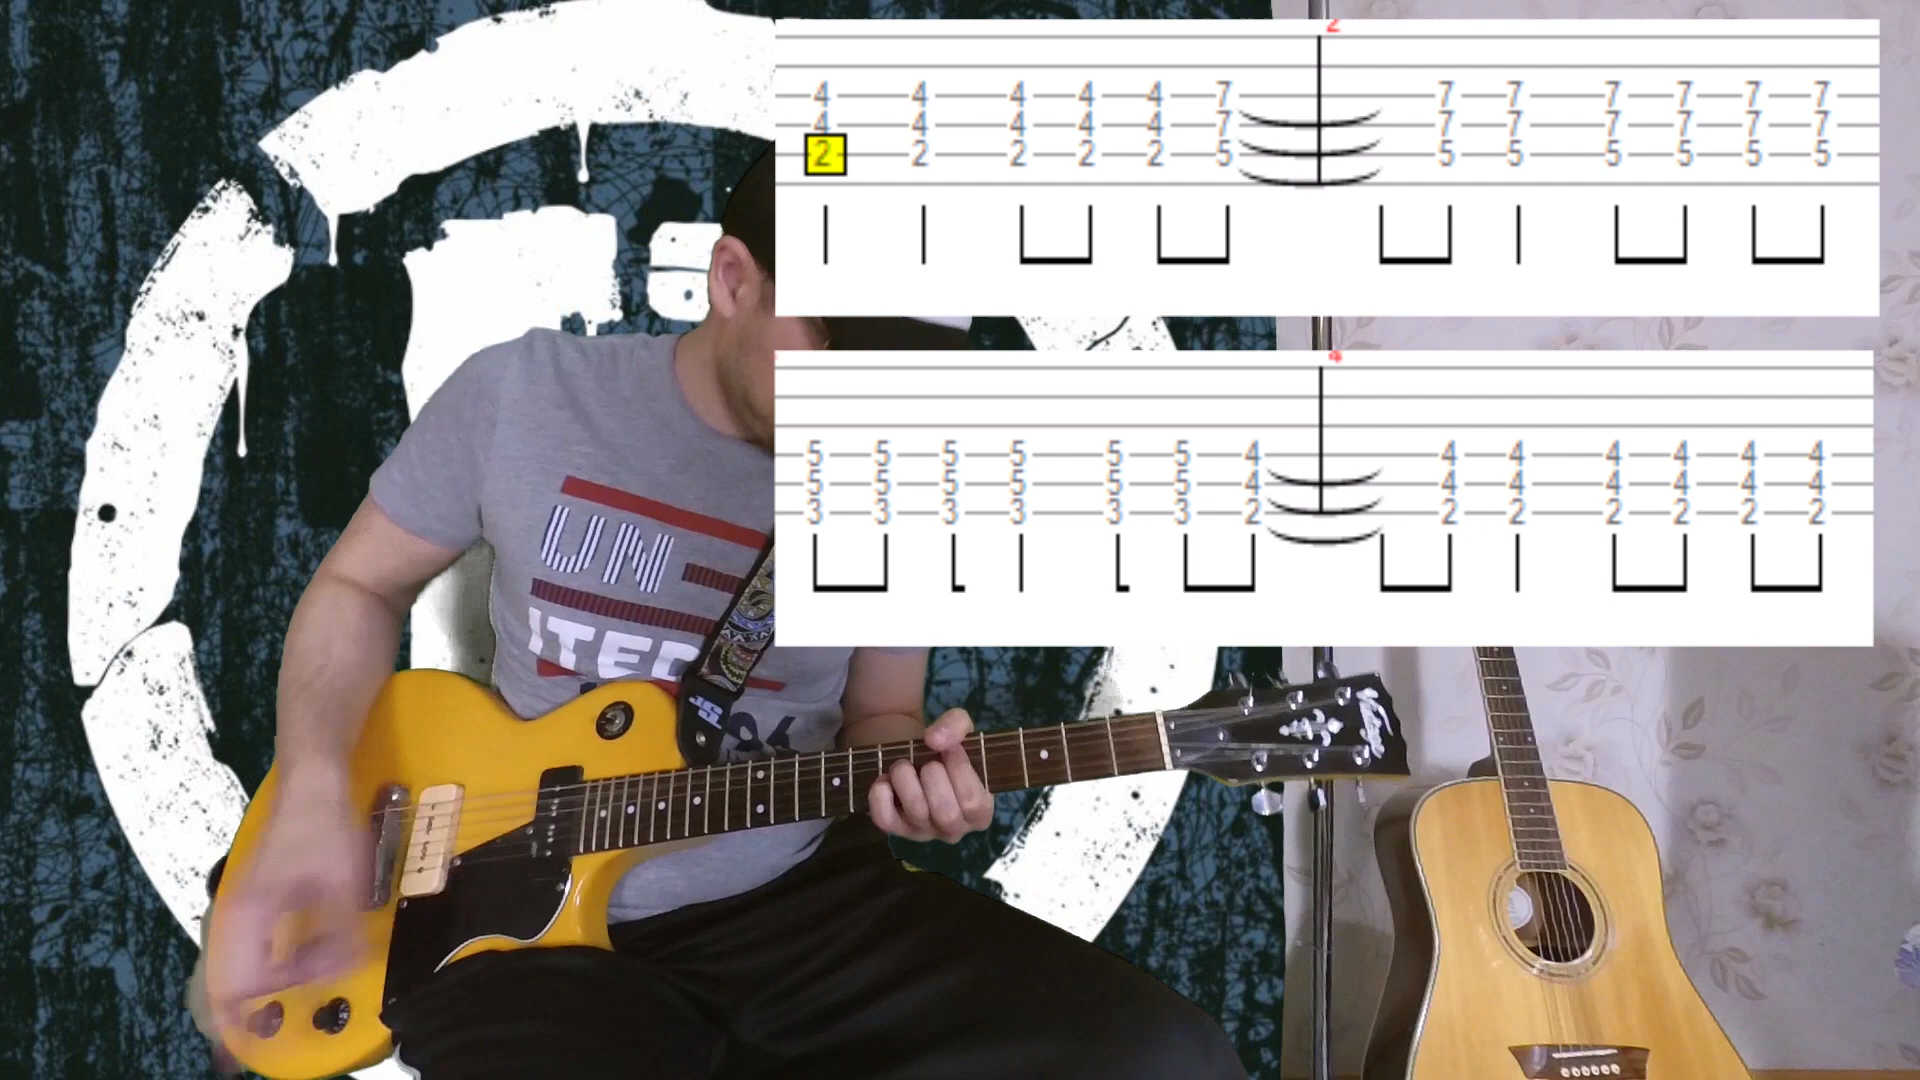 2
4 4 4 4 4 7 7 7 7 7 7 7
4 4 4 4 4 7 7 7 7 7 7 7
2 2 2 2 2 5 5 5 5 5 5 5
4
5 5 5 5 5 5 4 4 4 4 4 4 4
5 5 5 5 5 5 4 4 4 4 4 4 4
3 3 3 3 3 3 2 2 2 2 2 2 2
UN
ITED